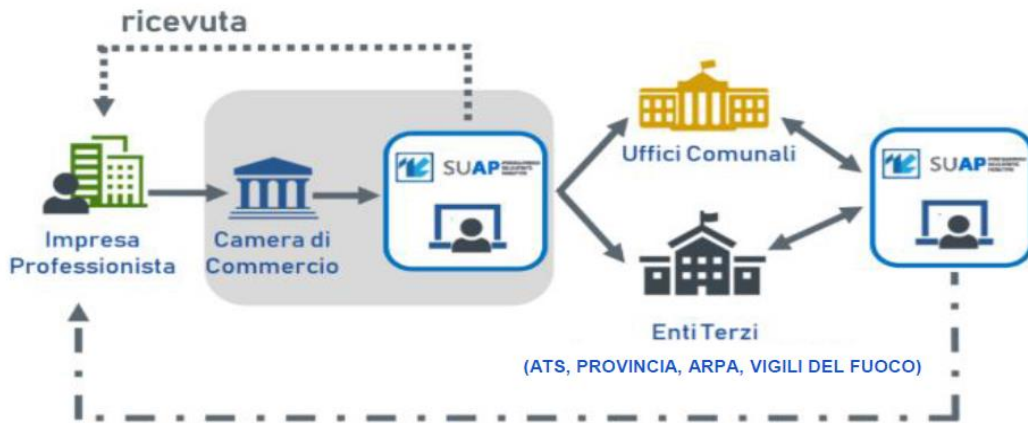 ricevuta
Impresa
Professionista
Camera di
Commercio
SUAP
Uffici Comunali
Enti Terzi
(ATS, PROVINCIA, ARPA, VIGILI DEL FUOCO)
SUAP